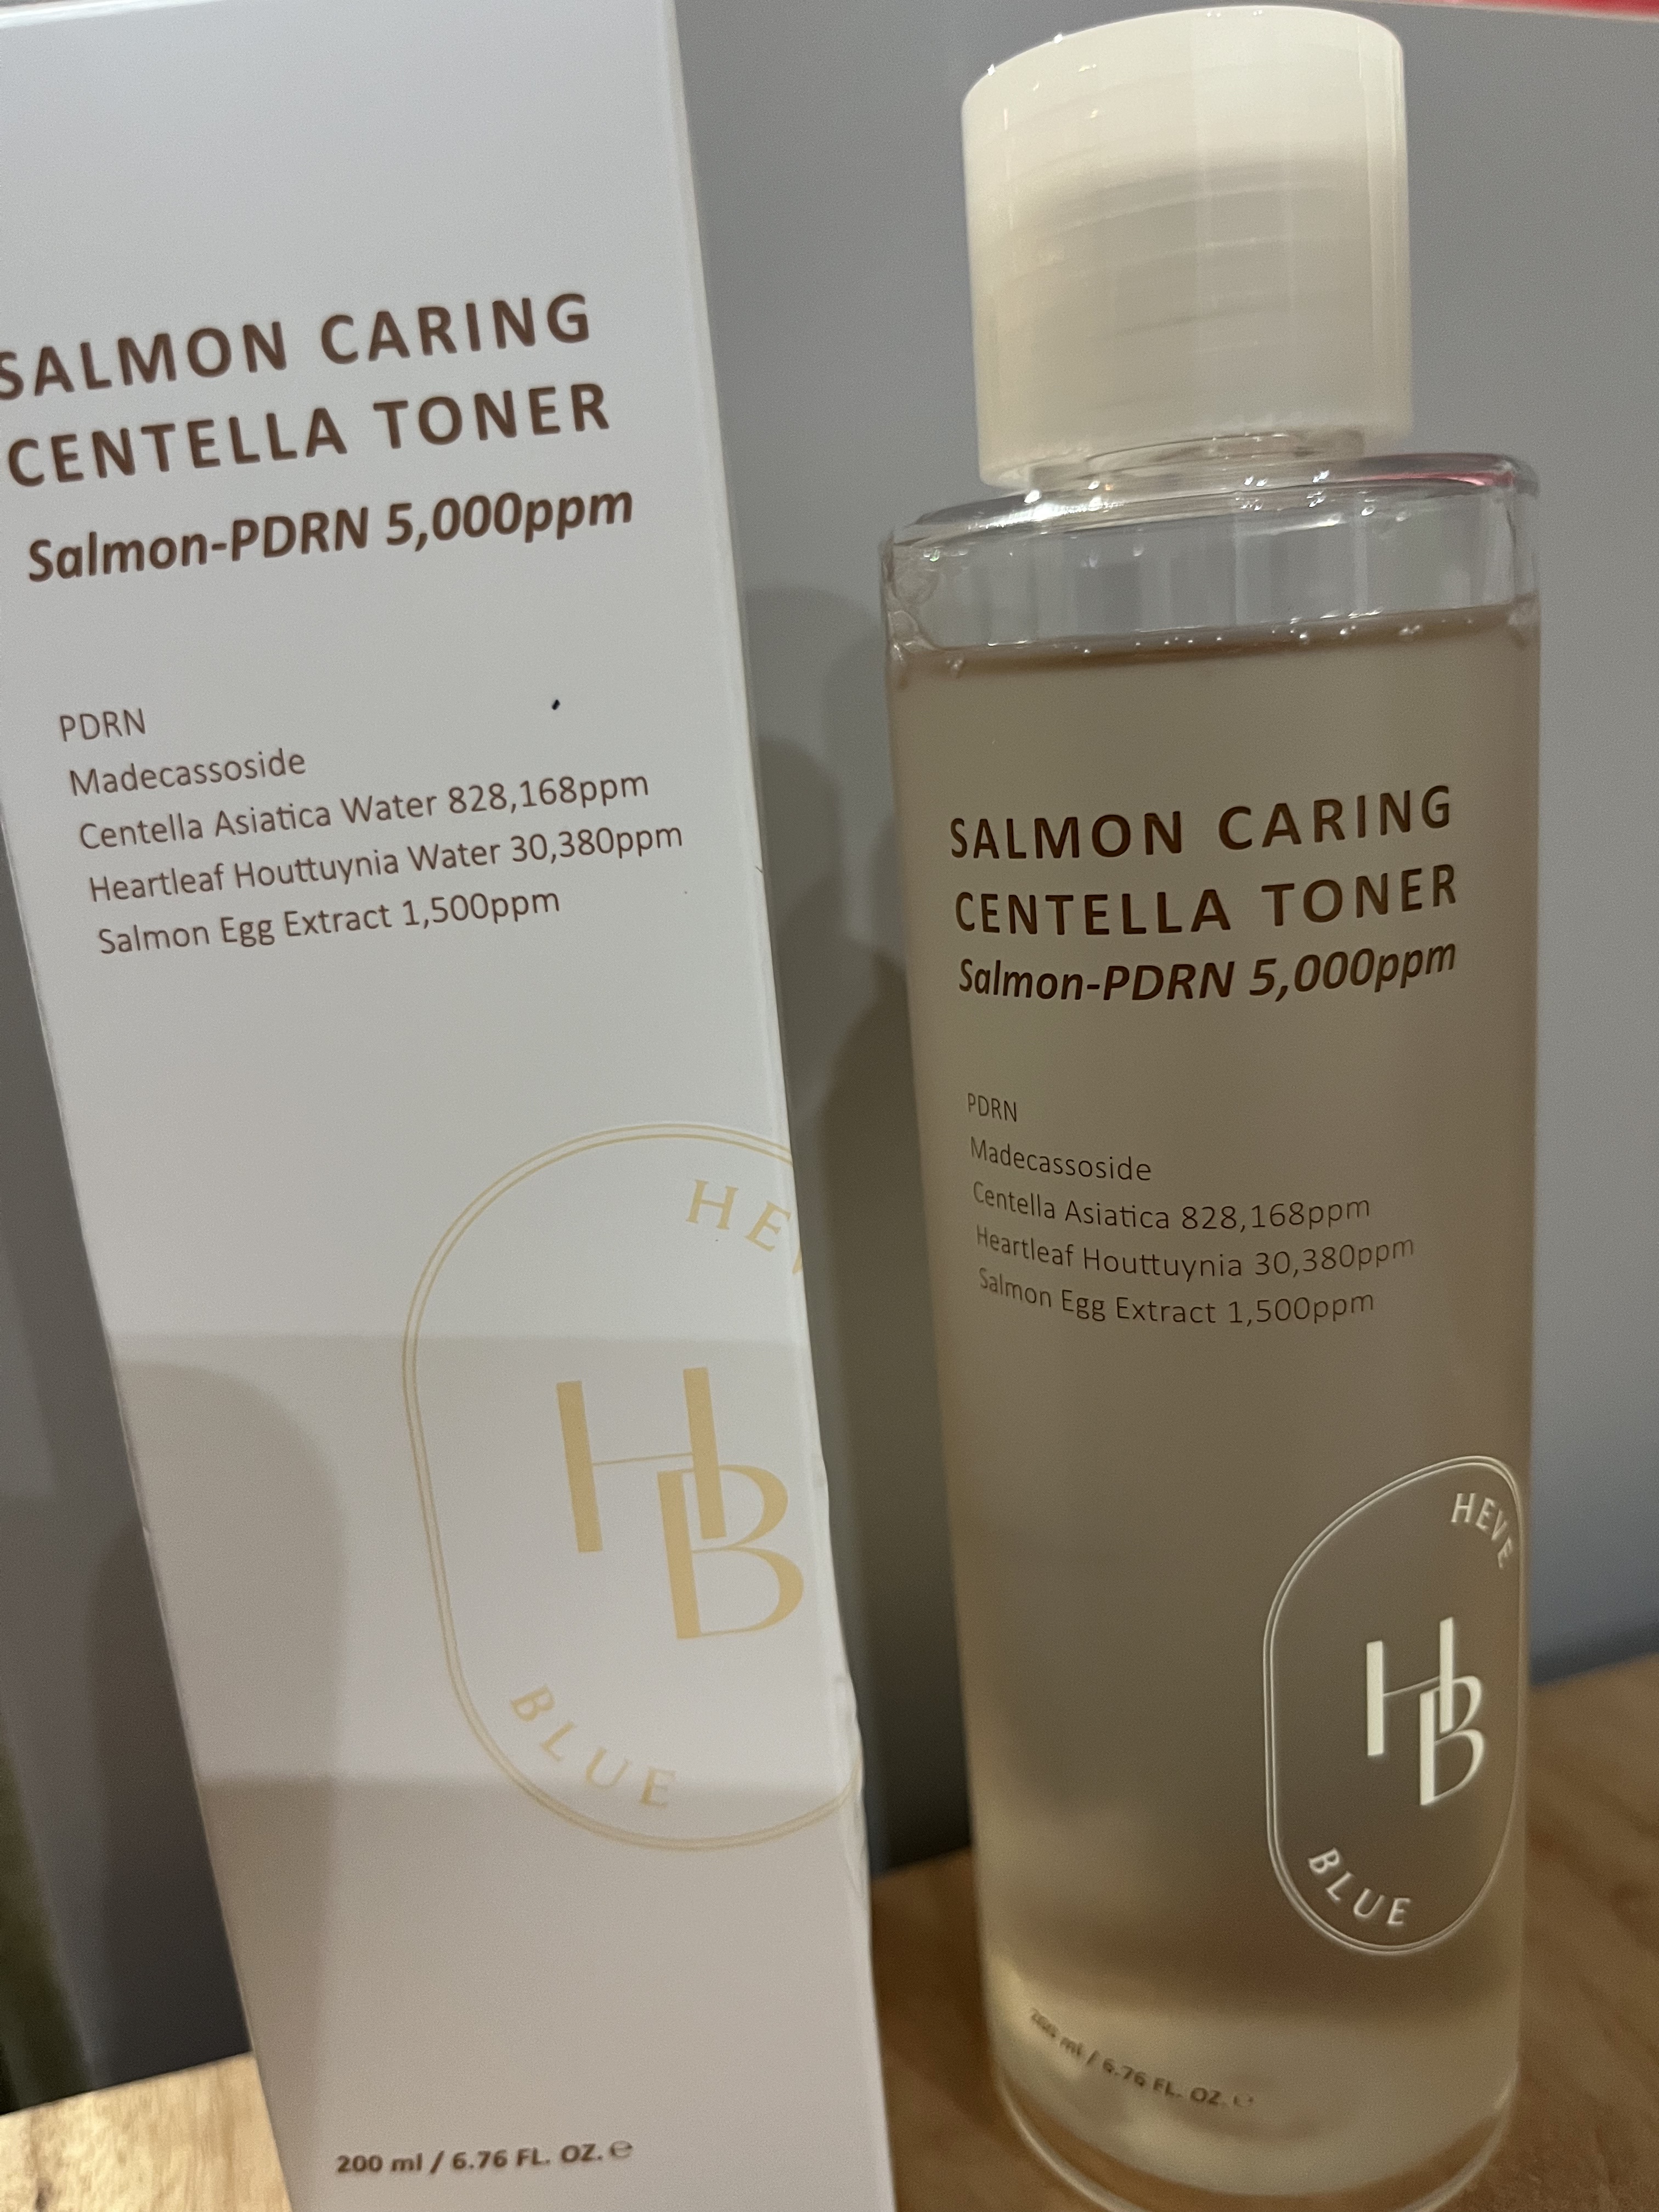 SALMON CARING
CENTELLA TONER
Salmon-PDRN 5,000ppm
PDRN
Madecassoside
Centella Asiatica Water 828,168ppm
Heartleaf Houttuynia Water 30,380ppm
Salmon Egg Extract 1,500ppm
HB
BLUE
200 ml / 6.76 FL. OZ. ℮
SALMON CARING
CENTELLA TONER
Salmon-PDRN 5,000ppm
PDRN
Madecassoside
Centella Asiatica 828,168ppm
Heartleaf Houttuynia 30,380ppm
Salmon Egg Extract 1,500ppm
HEVE
HB
BLUE
200 ml / 6.76 FL. OZ. ℮